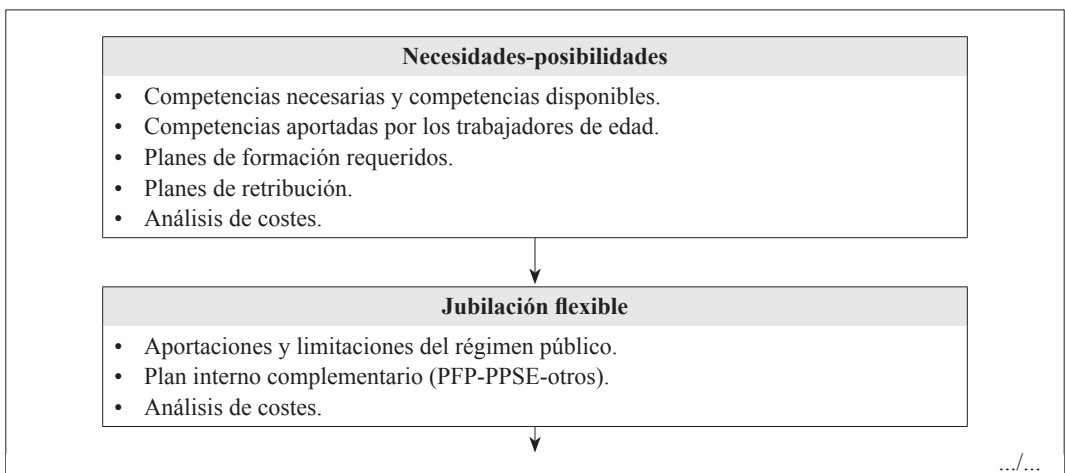 Necesidades-posibilidades
• Competencias necesarias y competencias disponibles.
• Competencias aportadas por los trabajadores de edad.
• Planes de formación requeridos.
• Planes de retribución.
• Análisis de costes.
Jubilación flexible
• Aportaciones y limitaciones del régimen público.
• Plan interno complementario (PFP-PPSE-otros).
• Análisis de costes.
.../...